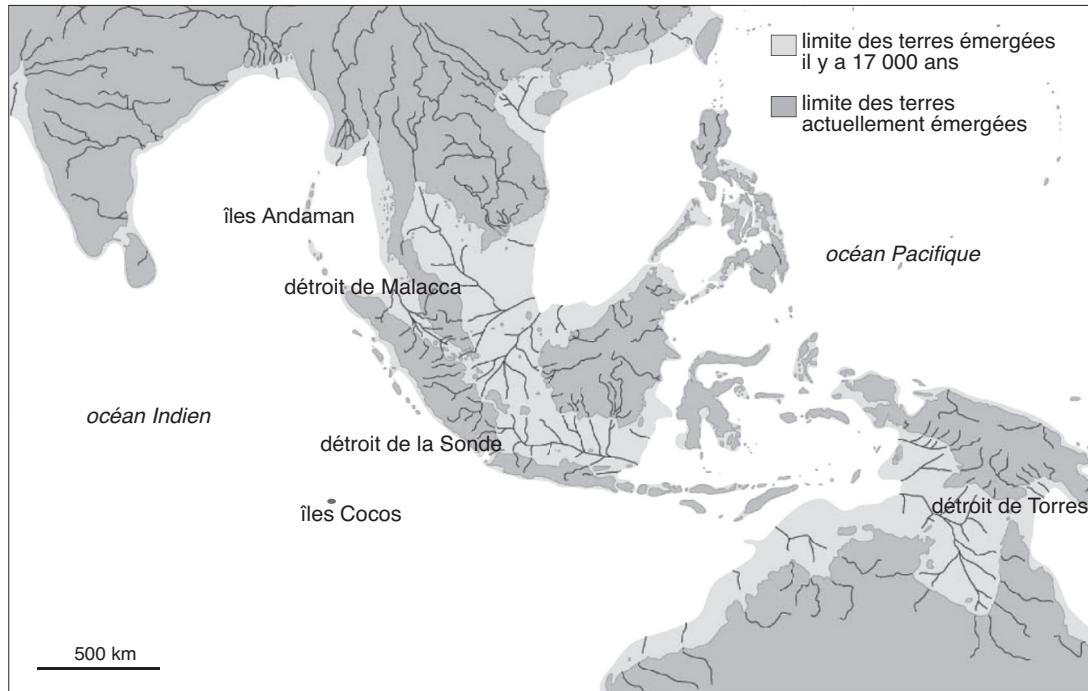 limite des terres émergées
il y a 17 000 ans
limite des terres
actuellement émergées
îles Andaman
océan Pacifique
détroit de Malacca
océan Indien
détroit de la Sonde
îles Cocos
détroit de Torres
500 km